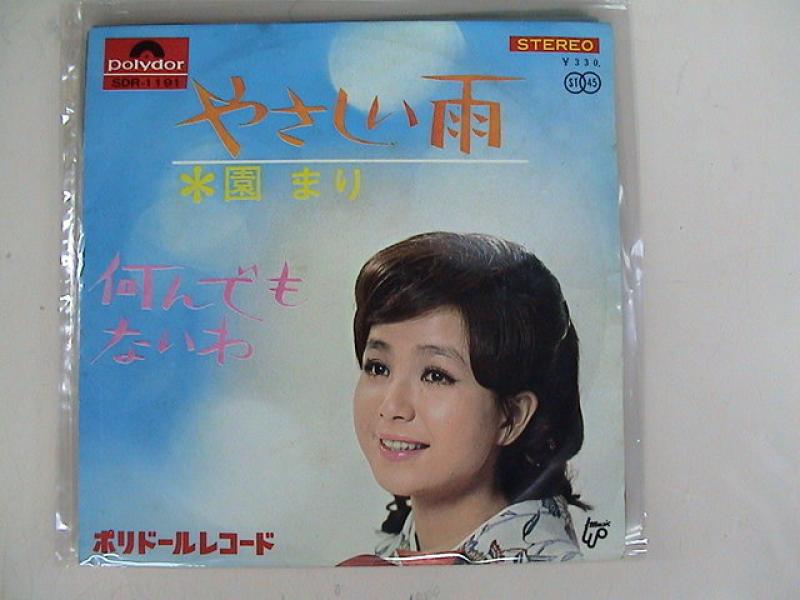 polydor
SDR-1191
STEREO
¥330.
ST 45
やさしい雨
＊園 まり
何んでも
ないわ
ポリドールレコード
Music